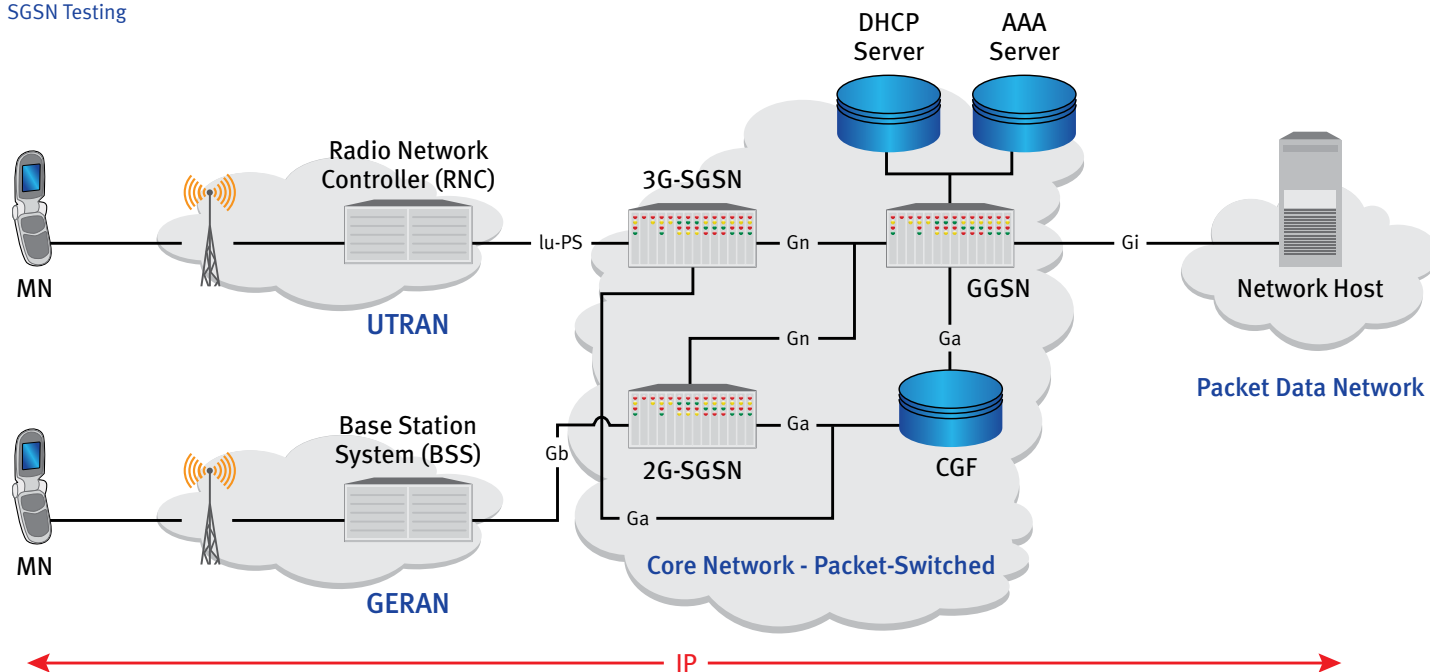 SGSN Testing
DHCP
Server
AAA
Server
Radio Network
Controller (RNC)
3G-SGSN
lu-PS
Gn
Gi
MN
GGSN
Network Host
UTRAN
Gn
Ga
Packet Data Network
Base Station
System (BSS)
Gb
Ga
2G-SGSN
CGF
Ga
MN
Core Network - Packet-Switched
GERAN
IP